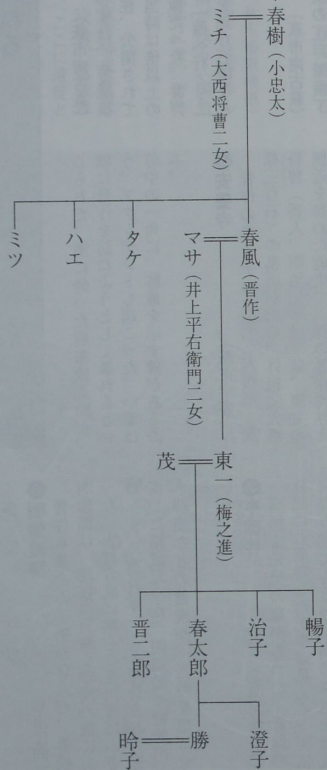 春樹（小忠太）
ミチ（大西将曹二女）
春風（晋作）
マサ（井上平右衛門二女）
タケ
ハエ
ミツ
東一（梅之進）
茂
暢子
治子
春太郎
晋二郎
澄子
勝
昤子